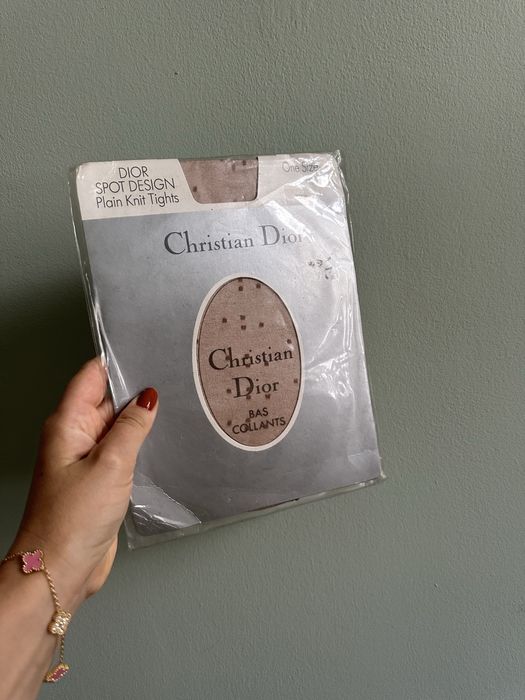 DIOR
SPOT DESIGN
Plain Knit Tights
One Size
Christian Dior
Christian
Dior
BAS
COLLANTS